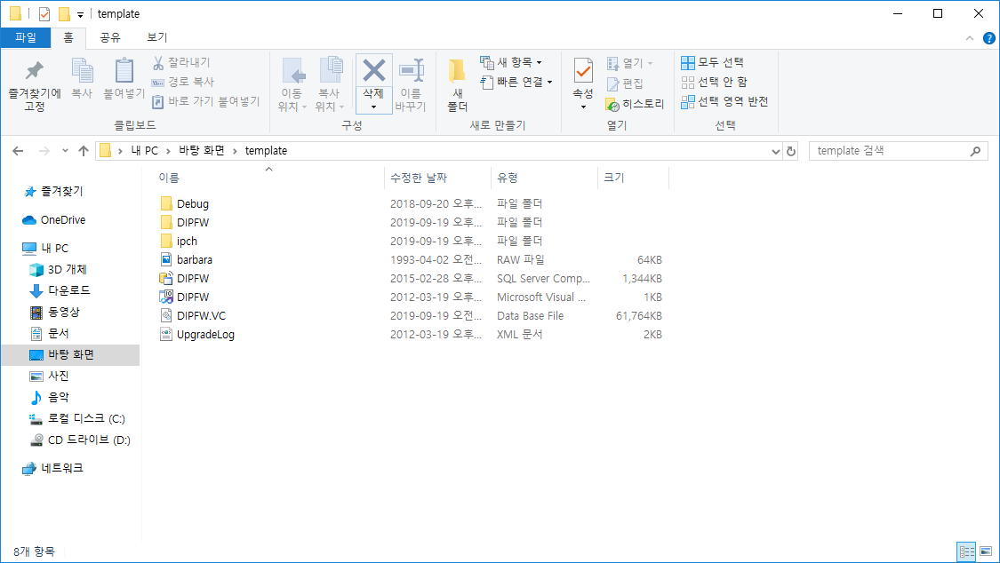 template
파일 홈 공유 보기
즐겨찾기에 고정
복사
붙여넣기
잘라내기
경로 복사
바로 가기 붙여넣기
클립보드
이동 위치
복사 위치
삭제
이름 바꾸기
구성
새 폴더
새 항목
빠른 연결
새로 만들기
속성
열기
편집
히스토리
열기
모두 선택
선택 안 함
선택 영역 반전
선택
내 PC > 바탕 화면 > template
template 검색
즐겨찾기
OneDrive
내 PC
3D 개체
다운로드
동영상
문서
바탕 화면
사진
음악
로컬 디스크 (C:)
CD 드라이브 (D:)
네트워크
이름 수정한 날짜 유형 크기
Debug 2018-09-20 오후... 파일 폴더
DIPFW 2019-09-19 오후... 파일 폴더
ipch 2019-09-19 오후... 파일 폴더
barbara 1993-04-02 오전... RAW 파일 64KB
DIPFW 2015-02-28 오후... SQL Server Comp... 1,344KB
DIPFW 2012-03-19 오후... Microsoft Visual ... 1KB
DIPFW.VC 2019-09-19 오전... Data Base File 61,764KB
UpgradeLog 2012-03-19 오후... XML 문서 2KB
8개 항목